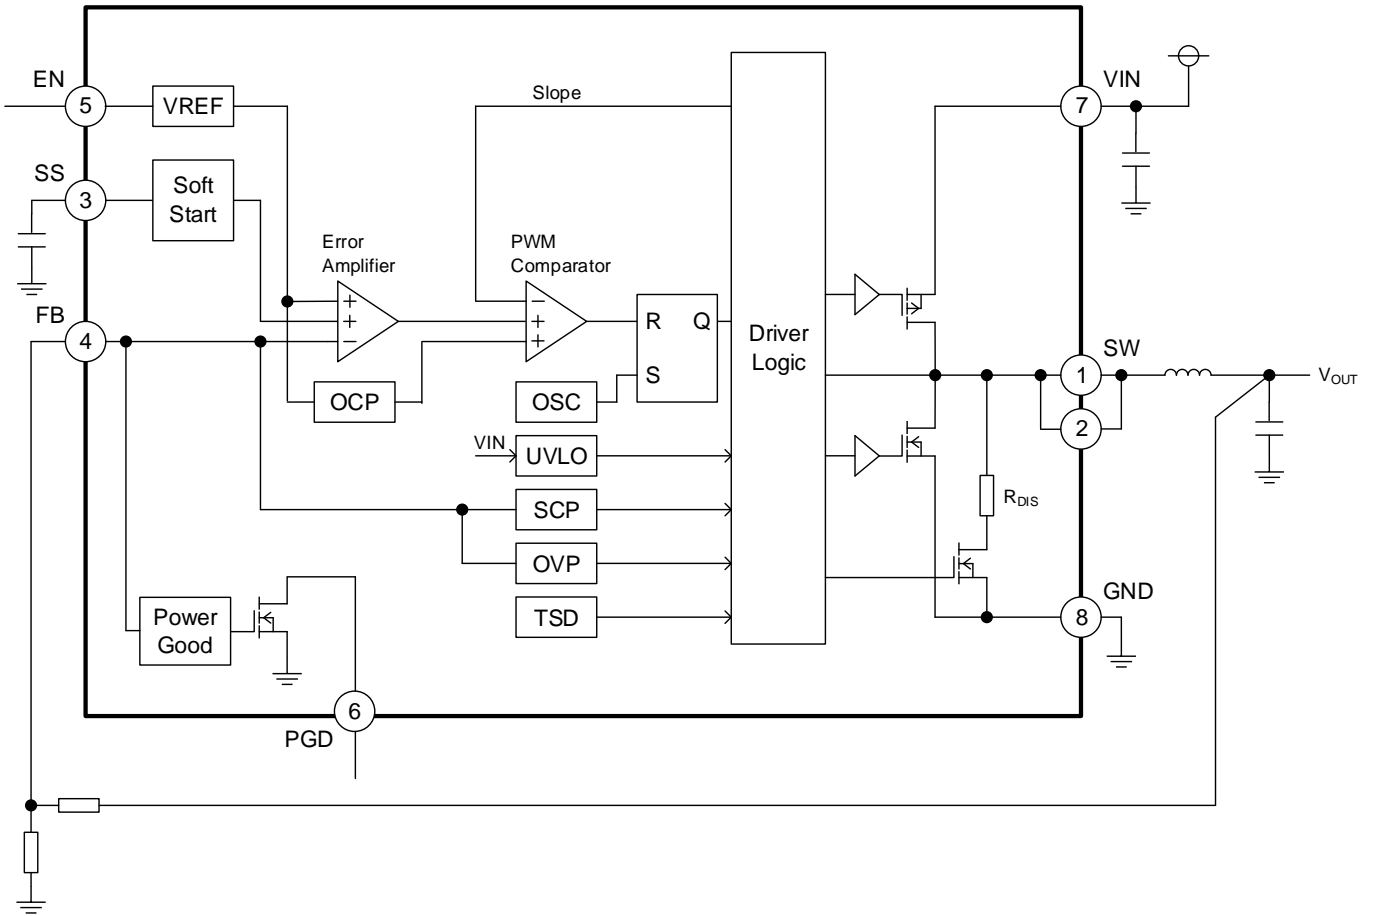 EN
5
VREF
Slope
7
VIN
SS
3
Soft
Start
Error
Amplifier
PWM
Comparator
FB
4
+
+
−
−
+
+
R
Q
S
Driver
Logic
SW
1
2
VOUT
OCP
OSC
VIN
UVLO
SCP
RDIS
OVP
TSD
Power
Good
GND
8
6
PGD